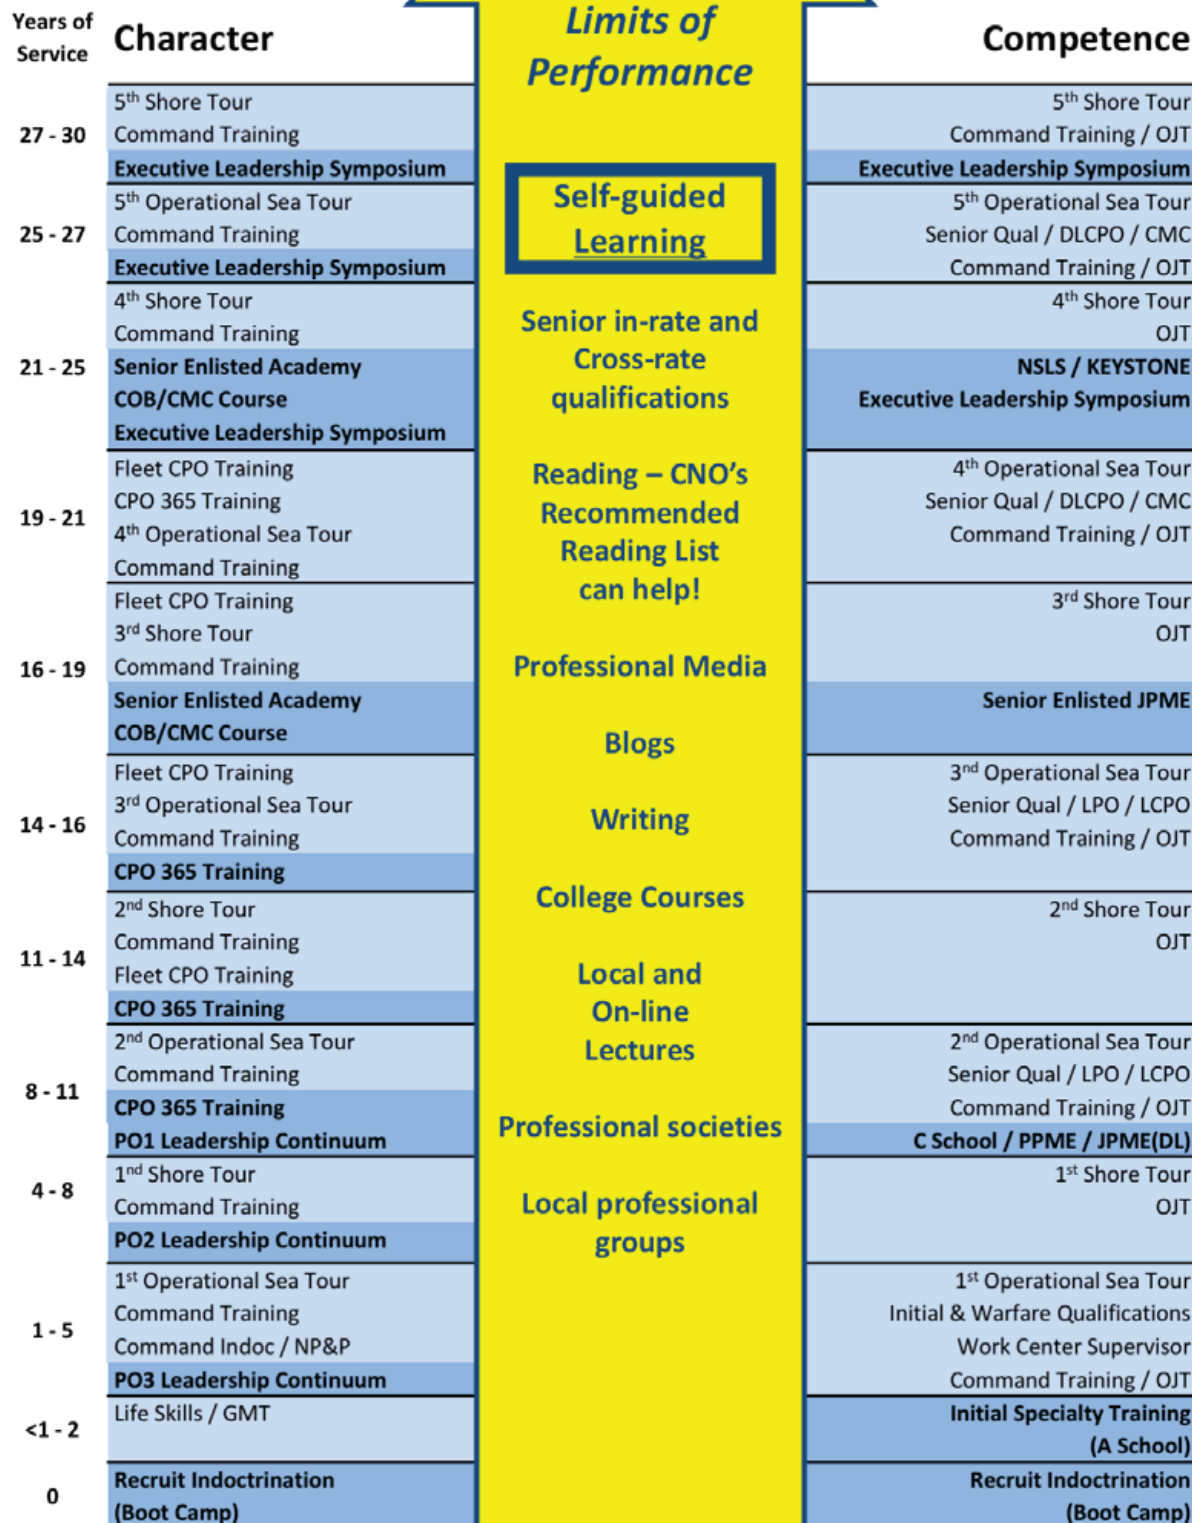 Years of
Service
Character
Limits of
Performance
Competence
27 - 30
5th Shore Tour
Command Training
Executive Leadership Symposium
5th Shore Tour
Command Training / OJT
Executive Leadership Symposium
25 - 27
5th Operational Sea Tour
Command Training
Executive Leadership Symposium
5th Operational Sea Tour
Senior Qual / DLCPO / CMC
Command Training / OJT
21 - 25
4th Shore Tour
Command Training
Senior Enlisted Academy
COB/CMC Course
Executive Leadership Symposium
4th Shore Tour
OJT
NSLS / KEYSTONE
Executive Leadership Symposium
19 - 21
Fleet CPO Training
CPO 365 Training
4th Operational Sea Tour
Command Training
4th Operational Sea Tour
Senior Qual / DLCPO / CMC
Command Training / OJT
16 - 19
Fleet CPO Training
3rd Shore Tour
Command Training
Senior Enlisted Academy
COB/CMC Course
3rd Shore Tour
OJT
Senior Enlisted JPME
14 - 16
Fleet CPO Training
3rd Operational Sea Tour
Command Training
CPO 365 Training
3nd Operational Sea Tour
Senior Qual / LPO / LCPO
Command Training / OJT
11 - 14
2nd Shore Tour
Command Training
Fleet CPO Training
CPO 365 Training
2nd Shore Tour
OJT
8 - 11
2nd Operational Sea Tour
Command Training
CPO 365 Training
PO1 Leadership Continuum
2nd Operational Sea Tour
Senior Qual / LPO / LCPO
Command Training / OJT
C School / PPME / JPME(DL)
4 - 8
1nd Shore Tour
Command Training
PO2 Leadership Continuum
1st Shore Tour
OJT
1 - 5
1st Operational Sea Tour
Command Training
Command Indoc / NP&P
PO3 Leadership Continuum
1st Operational Sea Tour
Initial & Warfare Qualifications
Work Center Supervisor
Command Training / OJT
<1 - 2
Life Skills / GMT
Initial Specialty Training
(A School)
0
Recruit Indoctrination
(Boot Camp)
Recruit Indoctrination
(Boot Camp)
Self-guided
Learning
Senior in-rate and
Cross-rate
qualifications
Reading – CNO's
Recommended
Reading List
can help!
Professional Media
Blogs
Writing
College Courses
Local and
On-line
Lectures
Professional societies
Local professional
groups